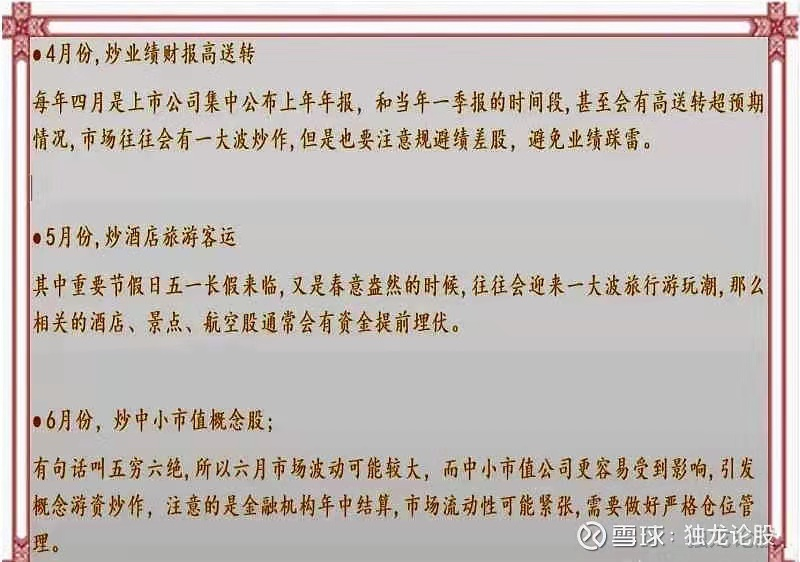 ●4月份,炒业绩财报高送转
每年四月是上市公司集中公布上年年报，和当年一季报的时间段,甚至会有高送转超预期
情况,市场往往会有一大波炒作,但是也要注意规避绩差股，避免业绩踩雷。
●5月份,炒酒店旅游客运
其中重要节假日五一长假来临,又是春意盎然的时候,往往会迎来一大波旅行游玩潮,那么
相关的酒店、景点、航空股通常会有资金提前埋伏。
●6月份，炒中小市值概念股；
有句话叫五穷六绝,所以六月市场波动可能较大，而中小市值公司更容易受到影响,引发
概念游资炒作，注意的是金融机构年中结算,市场流动性可能紧张,需要做好严格仓位管
理。
雪球：独龙论股